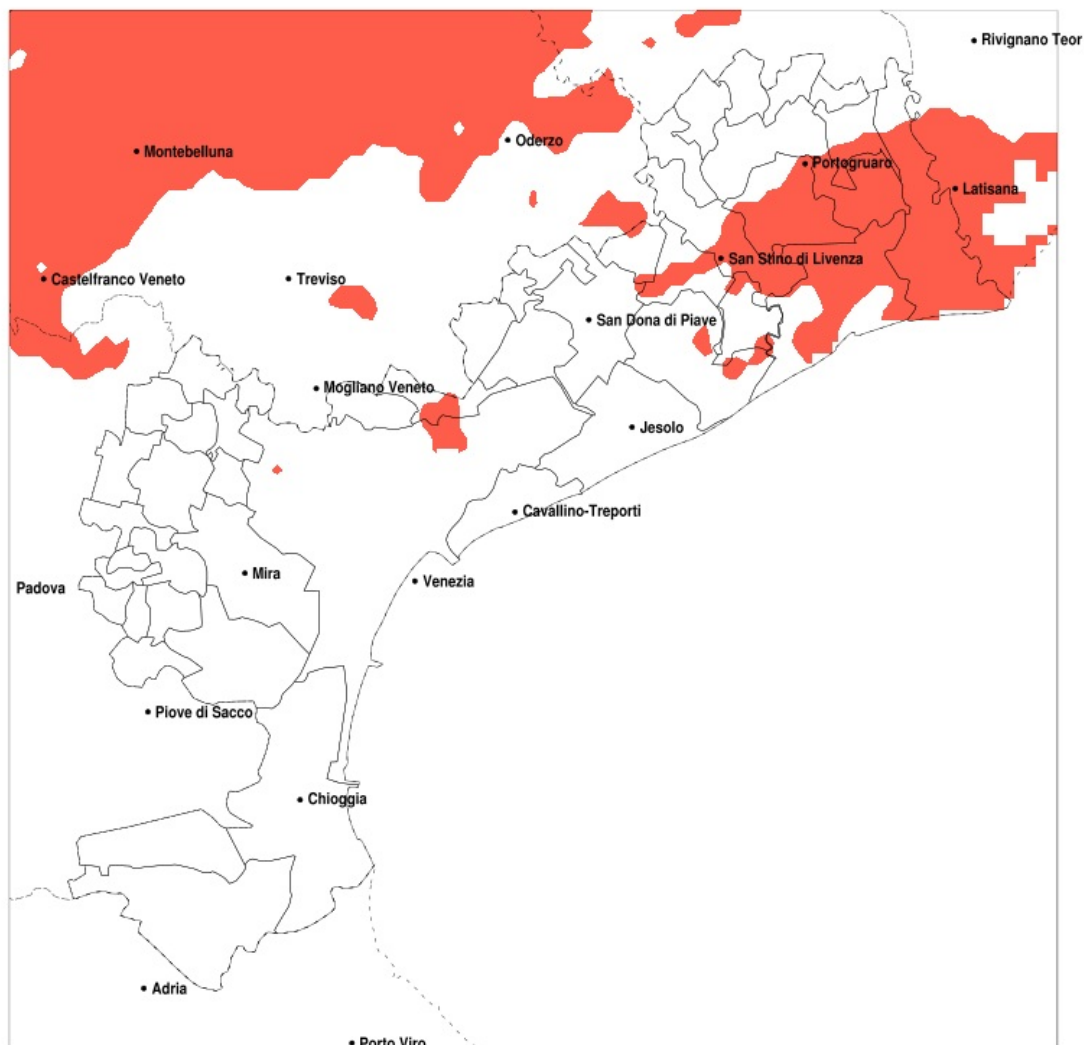 Rivignano Teor
Oderzo
Montebelluna
Portogruaro
Latisana
San Stino di Livenza
Castelfranco Veneto
Treviso
San Dona di Piave
Mogliano Veneto
Jesolo
Cavallino-Treporti
Mira
Venezia
Padova
Piove di Sacco
Chioggia
Adria
Porto Viro